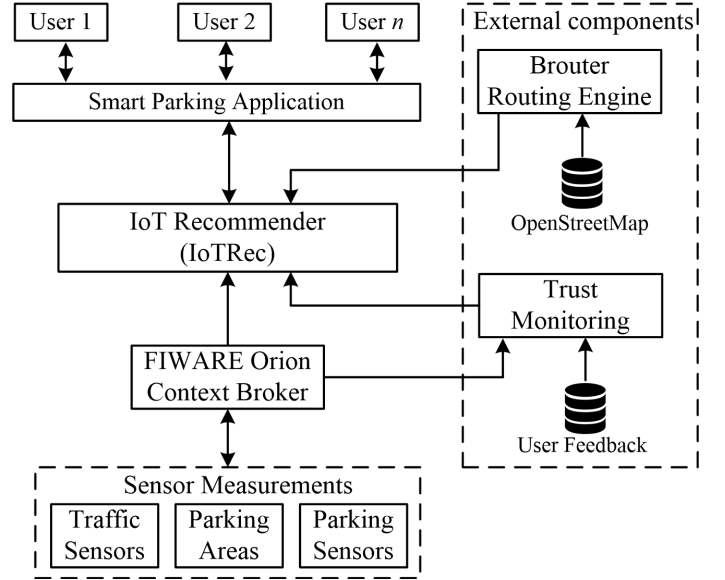 User 1
User 2
User n
Smart Parking Application
IoT Recommender
(IoTRec)
FIWARE Orion
Context Broker
Sensor Measurements
Traffic
Sensors
Parking
Areas
Parking
Sensors
External components
Brouter
Routing Engine
OpenStreetMap
Trust
Monitoring
User Feedback